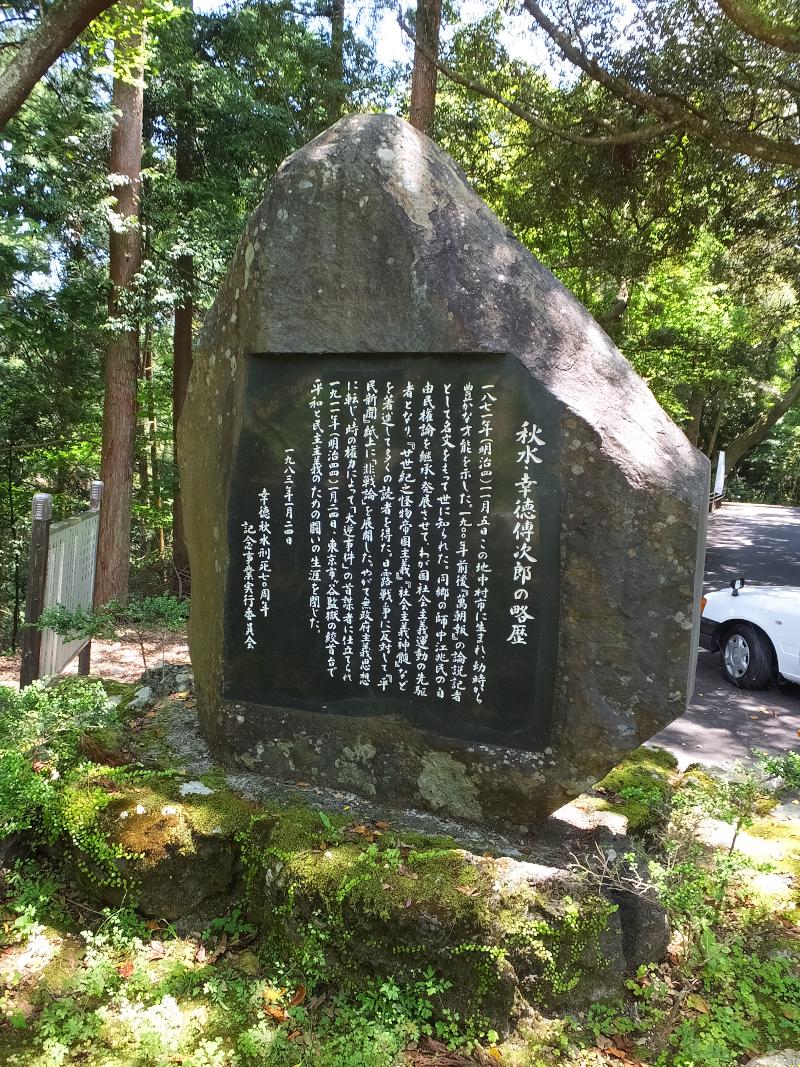 秋水・幸徳傳次郎の略歴
一八七一年(明治四)一月五日、この地中村市に生まれ、幼時から
豊かな才能を示した。一九〇〇年前後、『萬朝報』の論説記者
として名文をもって世に知られた。同郷の師・中江兆民の自
由民権論を継承・発展させて、わが国社会主義運動の先駆
者となり、『廿世紀之怪物帝国主義』『社会主義神髄』など
を著述して多くの読者を得た。日露戦争に反対して『平
民新聞』紙上に「非戦論」を展開した。やがて無政府主義思想
に転じ、時の権力によって「大逆事件」の首謀者に仕立てられ
一九一一年(明治四四)一月二四日、東京市ヶ谷監獄の絞首台で
平和と民主主義のための闘いの生涯を閉じた。
一九八三年一月二四日
幸徳秋水刑死七〇周年
記念事業実行委員会